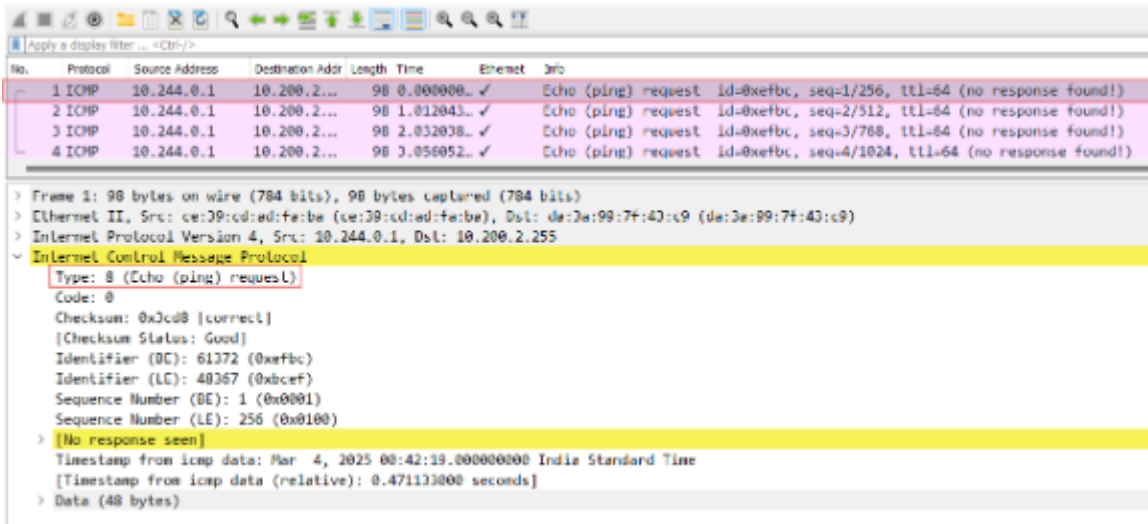 Apply a display filter ... <Ctrl-/>
No. Protocol Source Address Destination Addr Length Time Ethernet Info
1 ICMP 10.244.0.1 10.200.2... 98 0.000000… ✓ Echo (ping) request id=0xefbc, seq=1/256, ttl=64 (no response found!)
2 ICMP 10.244.0.1 10.200.2... 98 1.012043… ✓ Echo (ping) request id=0xefbc, seq=2/512, ttl=64 (no response found!)
3 ICMP 10.244.0.1 10.200.2... 98 2.032038… ✓ Echo (ping) request id=0xefbc, seq=3/768, ttl=64 (no response found!)
4 ICMP 10.244.0.1 10.200.2... 98 3.056052… ✓ Echo (ping) request id=0xefbc, seq=4/1024, ttl=64 (no response found!)
Frame 1: 98 bytes on wire (784 bits), 98 bytes captured (784 bits)
Ethernet II, Src: ce:39:cd:ad:fa:ba (ce:39:cd:ad:fa:ba), Dst: da:3a:99:7f:43:c9 (da:3a:99:7f:43:c9)
Internet Protocol Version 4, Src: 10.244.0.1, Dst: 10.200.2.255
Internet Control Message Protocol
Type: 8 (Echo (ping) request)
Code: 0
Checksum: 0x3cd8 [correct]
[Checksum Status: Good]
Identifier (BE): 61372 (0xefbc)
Identifier (LE): 48367 (0xbcef)
Sequence Number (BE): 1 (0x0001)
Sequence Number (LE): 256 (0x0100)
[No response seen]
Timestamp from icmp data: Mar 4, 2025 00:42:19.000000000 India Standard Time
[Timestamp from icmp data (relative): 0.471133000 seconds]
Data (48 bytes)